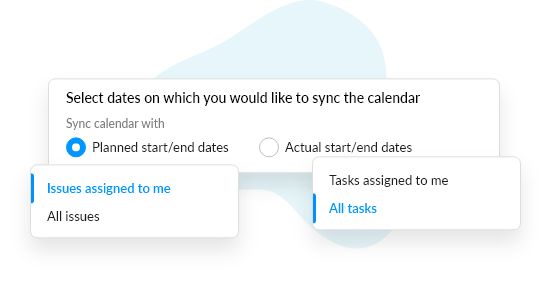 Select dates on which you would like to sync the calendar
Sync calendar with
Planned start/end dates
Actual start/end dates
Issues assigned to me
All issues
Tasks assigned to me
All tasks